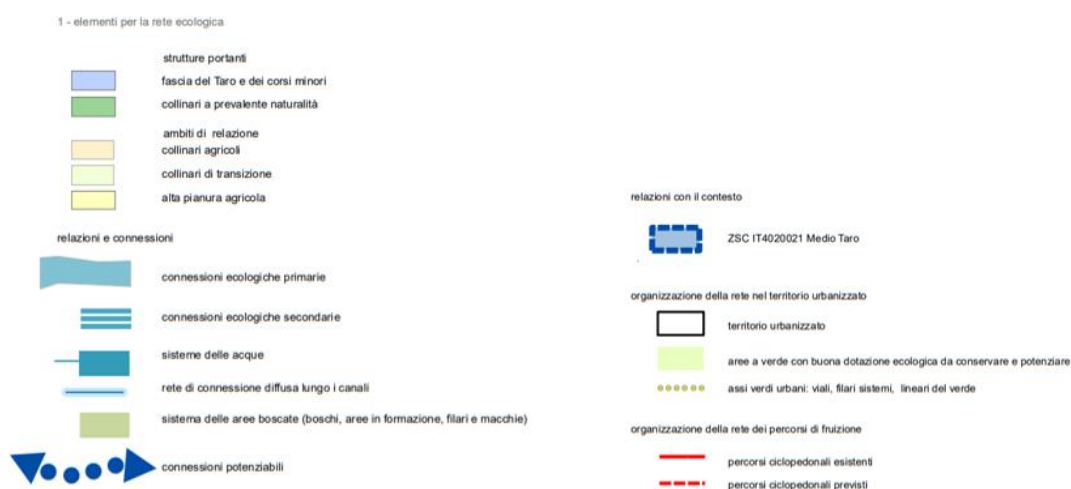 1 - elementi per la rete ecologica
strutture portanti
fascia del Taro e dei corsi minori
collinari a prevalente naturalità
ambiti di relazione
collinari agricoli
collinari di transizione
alta pianura agricola
relazioni e connessioni
connessioni ecologiche primarie
connessioni ecologiche secondarie
sisteme delle acque
rete di connessione diffusa lungo i canali
sistema delle aree boscate (boschi, aree in formazione, filari e macchie)
connessioni potenziabili
relazioni con il contesto
ZSC IT4020021 Medio Taro
organizzazione della rete nel territorio urbanizzato
territorio urbanizzato
aree a verde con buona dotazione ecologica da conservare e potenziare
assi verdi urbani: viali, filari sistemi, lineari del verde
organizzazione della rete dei percorsi di fruizione
percorsi ciclopedonali esistenti
percorsi ciclopedonali previsti